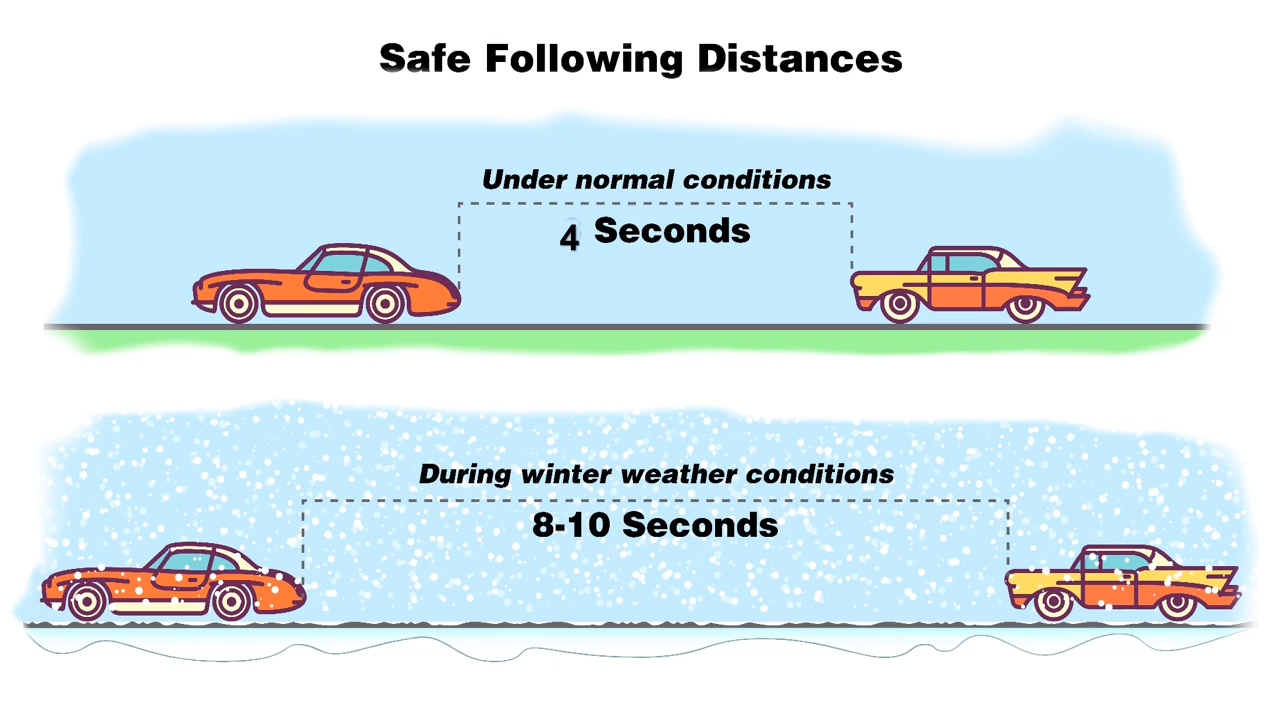 Safe Following Distances
Under normal conditions
4 Seconds
During winter weather conditions
8-10 Seconds